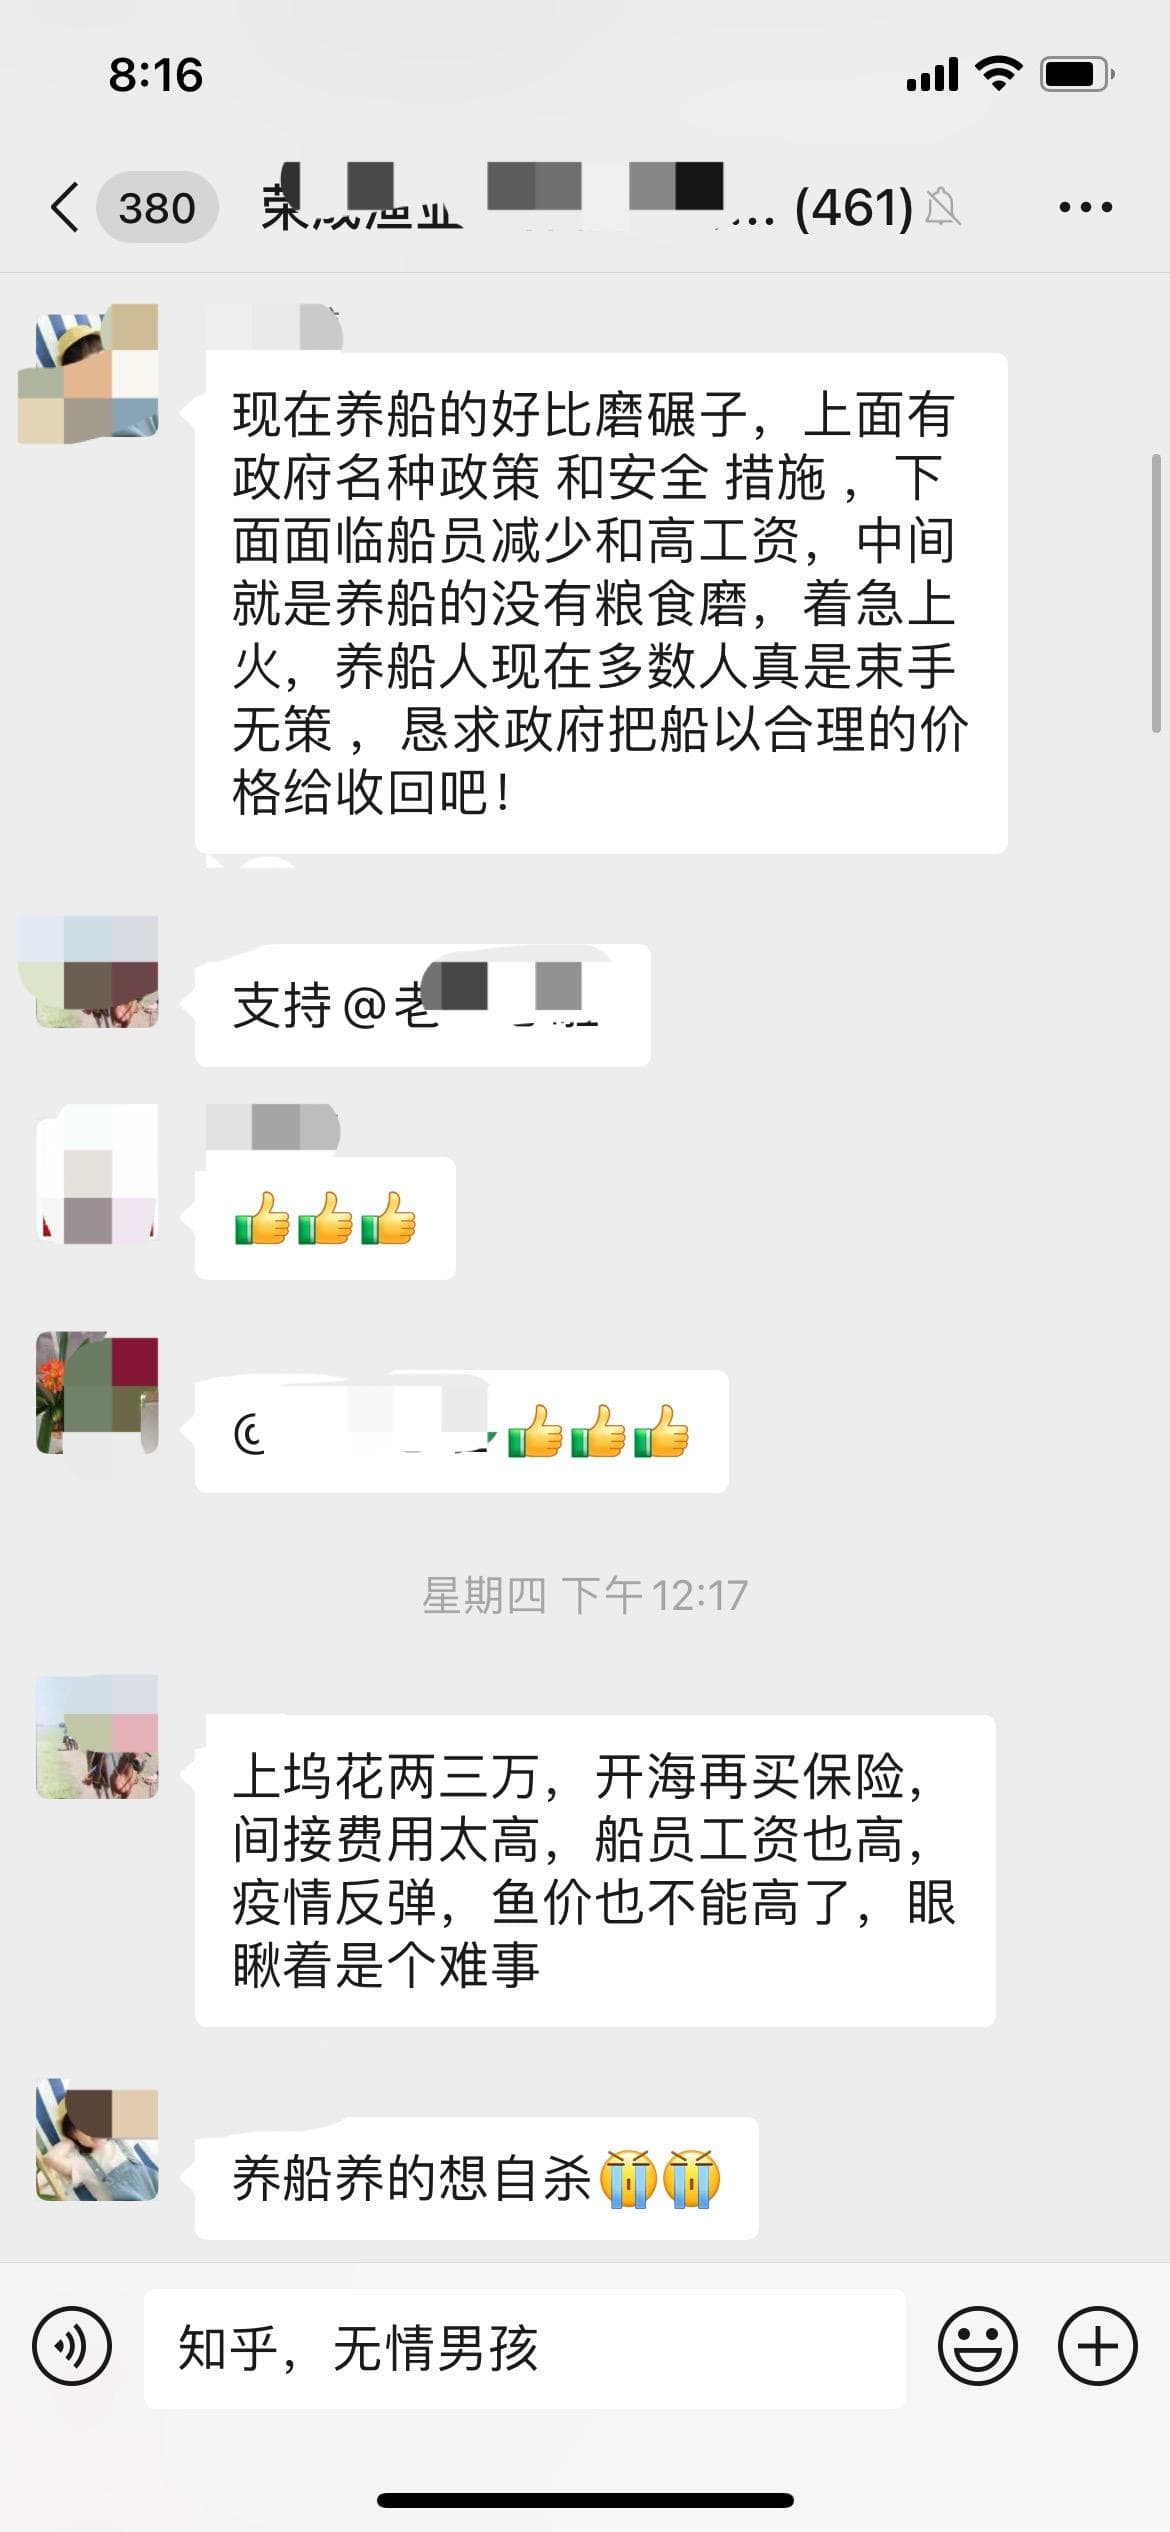 8:16
380
(461)
现在养船的好比磨碾子，上面有
政府名种政策 和安全 措施 ，下
面面临船员减少和高工资，中间
就是养船的没有粮食磨，着急上
火，养船人现在多数人真是束手
无策 ，恳求政府把船以合理的价
格给收回吧！
支持@老
👍👍👍
👍👍👍
星期四 下午12:17
上坞花两三万，开海再买保险，
间接费用太高，船员工资也高，
疫情反弹，鱼价也不能高了，眼
瞅着是个难事
养船养的想自杀😭😭
知乎，无情男孩